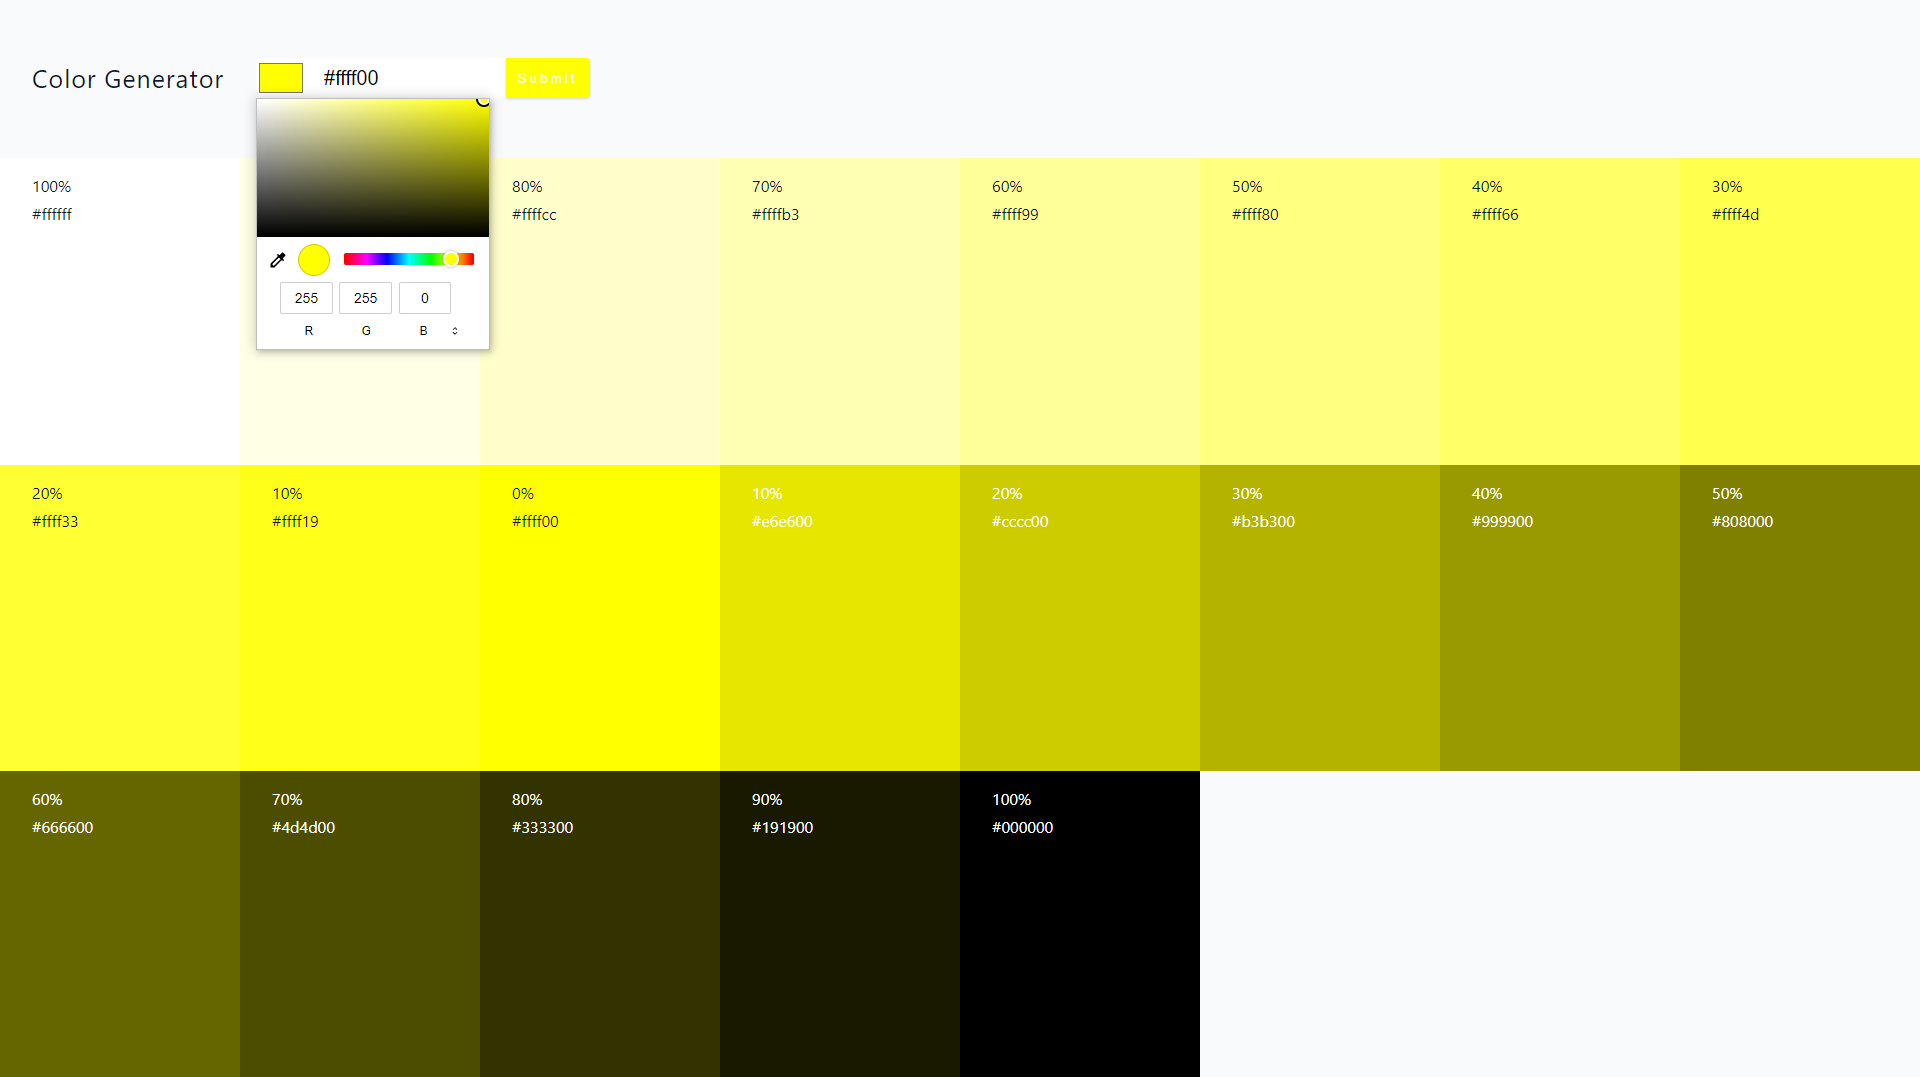 Color Generator
#ffff00
Submit
255 255 0
R G B
100%
#ffffff
80%
#ffffcc
70%
#ffffb3
60%
#ffff99
50%
#ffff80
40%
#ffff66
30%
#ffff4d
20%
#ffff33
10%
#ffff19
0%
#ffff00
10%
#e6e600
20%
#cccc00
30%
#b3b300
40%
#999900
50%
#808000
60%
#666600
70%
#4d4d00
80%
#333300
90%
#191900
100%
#000000